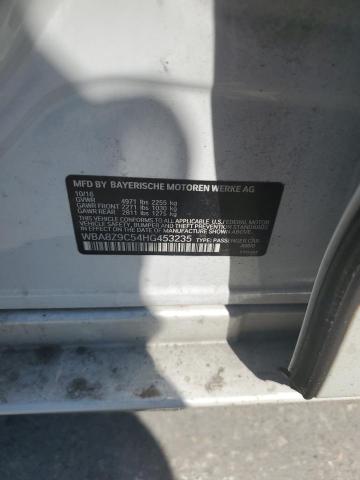 MFD BY BAYERISCHE MOTOREN WERKE AG
10/16
GVWR 4971 lbs 2255 kg
GAWR FRONT 2271 lbs 1030 kg
GAWR REAR 2811 lbs 1275 kg
THIS VEHICLE CONFORMS TO ALL APPLICABLE U.S. FEDERAL MOTOR
VEHICLE SAFETY, BUMPER, AND THEFT PREVENTION STANDARDS
IN EFFECT ON THE DATE OF MANUFACTURE SHOWN ABOVE.
WBA8Z9C54HG453235 TYPE: PASSENGER CAR